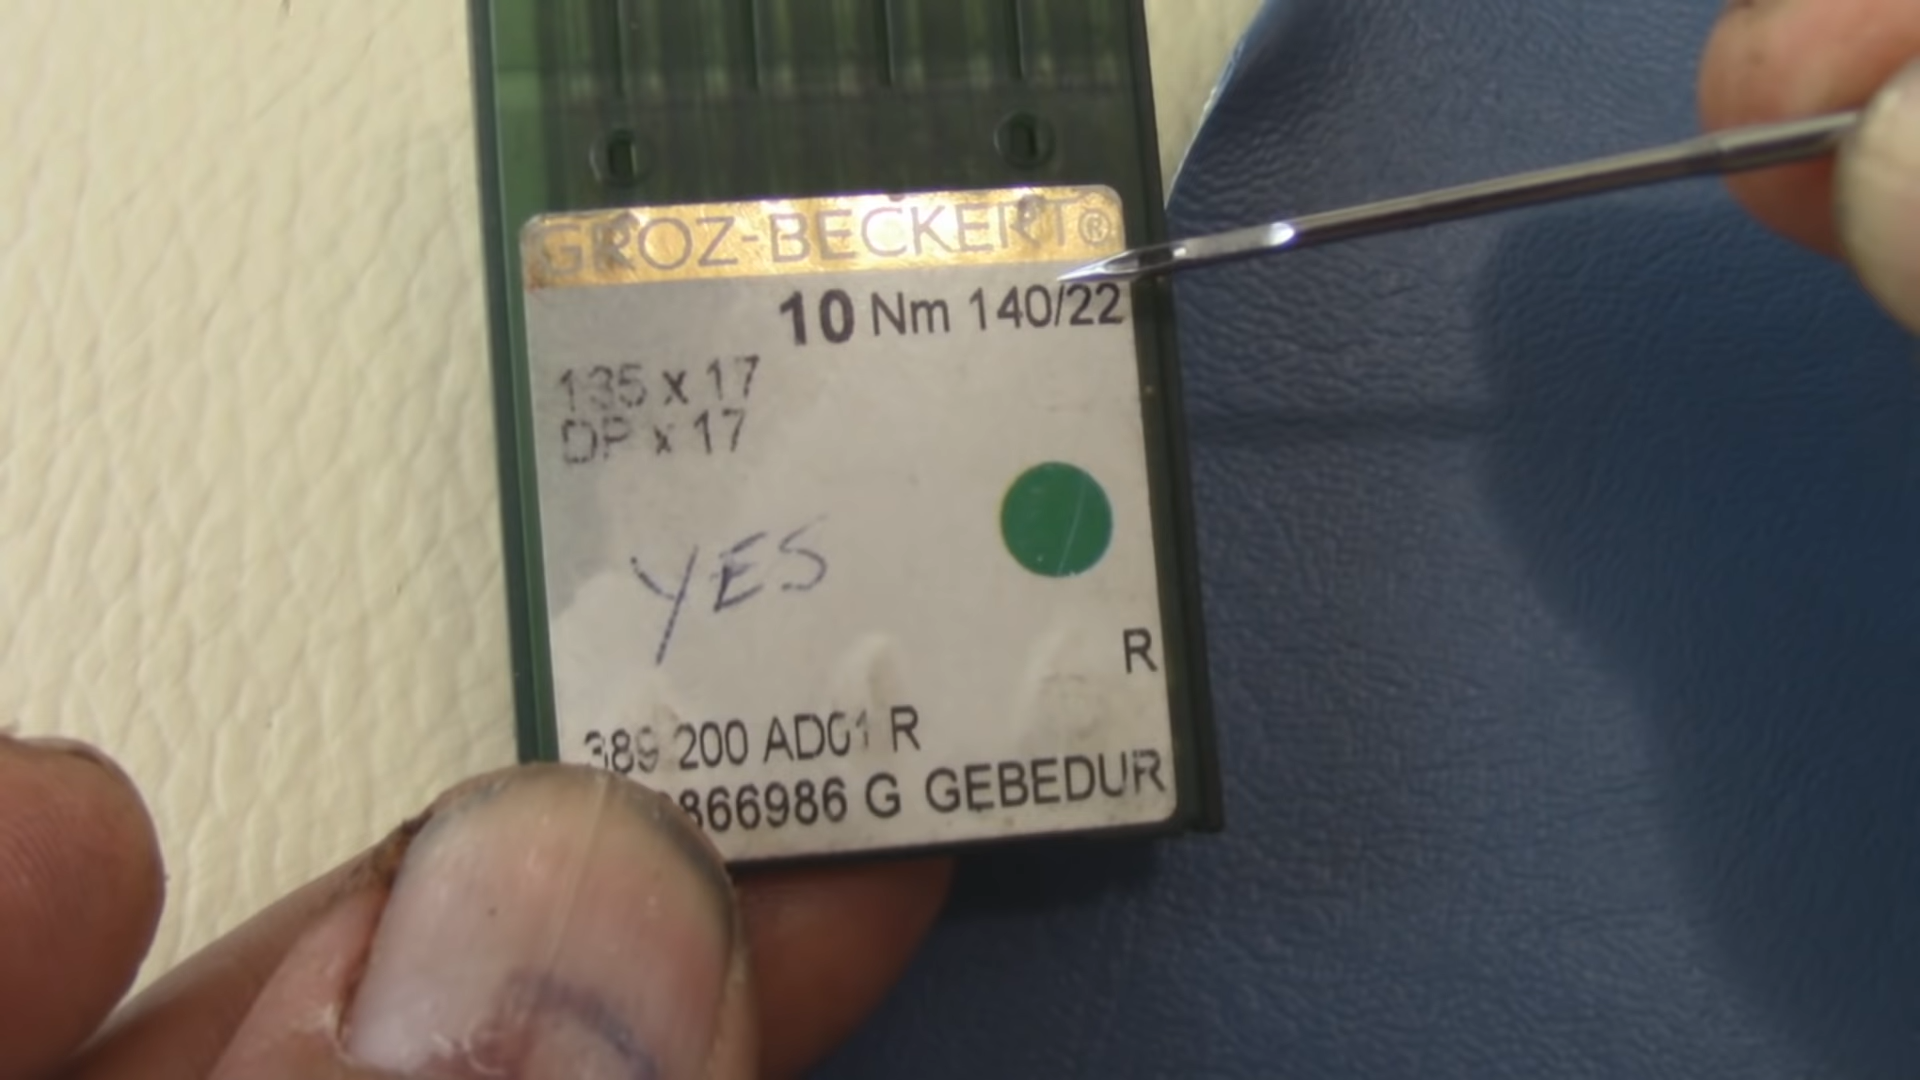 GROZ-BECKERT®
10 Nm 140/22
135 x 17
DP x 17
YES
R
389 200 AD01 R
866986 G GEBEDUR